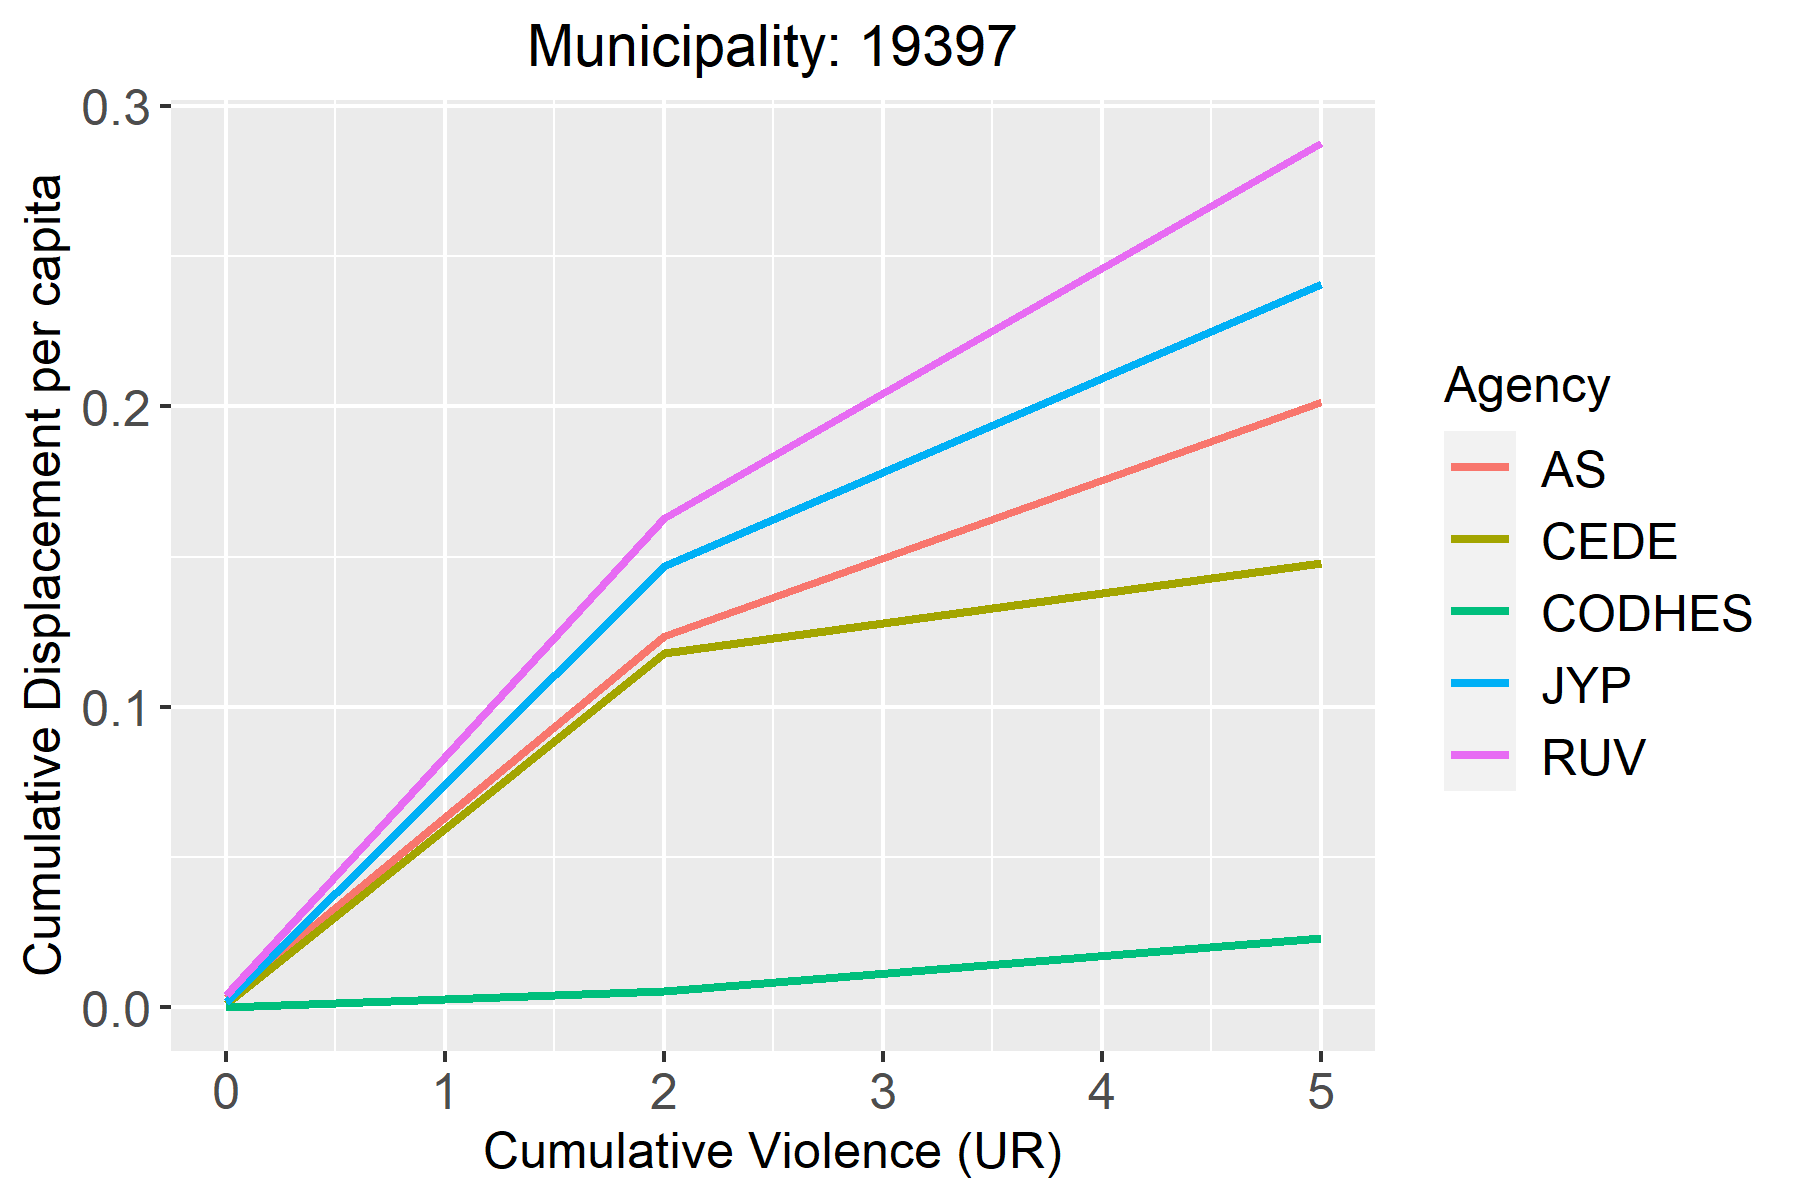 Municipality: 19397
Cumulative Displacement per capita
0.3
0.2
0.1
0.0
0 1 2 3 4 5
Cumulative Violence (UR)
Agency
AS
CEDE
CODHES
JYP
RUV